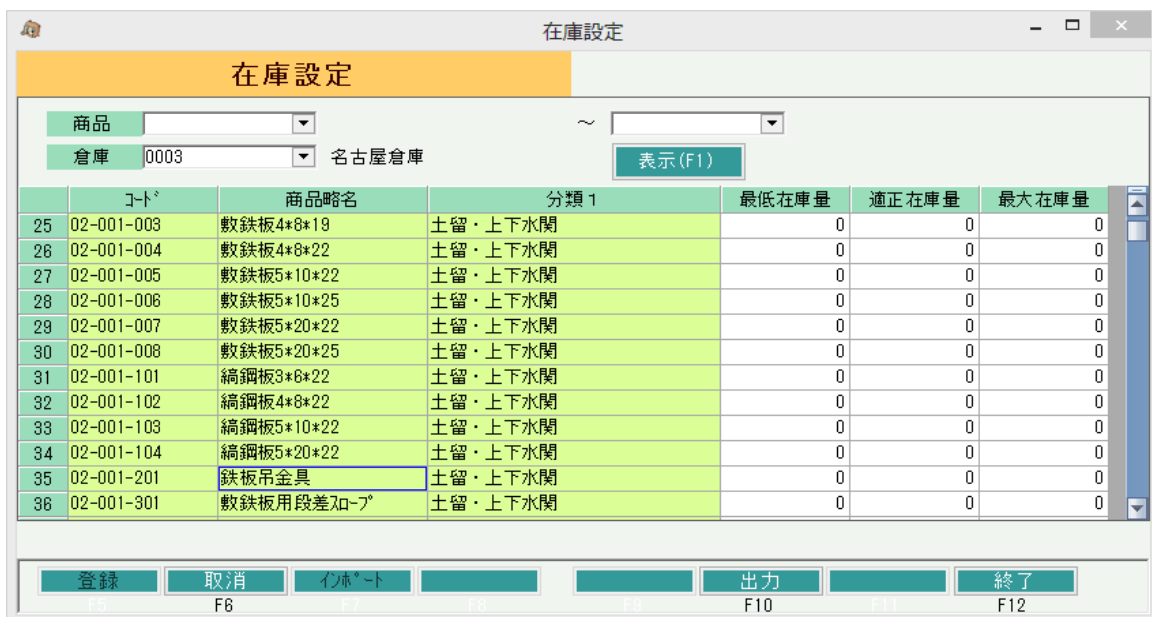 在庫設定
在庫設定
商品 ～
倉庫 0003 名古屋倉庫 表示(F1)
ｺｰﾄﾞ 商品略名 分類1 最低在庫量 適正在庫量 最大在庫量
25 02-001-003 敷鉄板4*8*19 土留・上下水関 0 0 0
26 02-001-004 敷鉄板4*8*22 土留・上下水関 0 0 0
27 02-001-005 敷鉄板5*10*22 土留・上下水関 0 0 0
28 02-001-006 敷鉄板5*10*25 土留・上下水関 0 0 0
29 02-001-007 敷鉄板5*20*22 土留・上下水関 0 0 0
30 02-001-008 敷鉄板5*20*25 土留・上下水関 0 0 0
31 02-001-101 縞鋼板3*6*22 土留・上下水関 0 0 0
32 02-001-102 縞鋼板4*8*22 土留・上下水関 0 0 0
33 02-001-103 縞鋼板5*10*22 土留・上下水関 0 0 0
34 02-001-104 縞鋼板5*20*22 土留・上下水関 0 0 0
35 02-001-201 鉄板吊金具 土留・上下水関 0 0 0
36 02-001-301 敷鉄板用段差ｽﾛｰﾌﾟ 土留・上下水関 0 0 0
登録 取消 ｲﾝﾎﾟｰﾄ 出力 終了
F5 F6 F7 F8 F9 F10 F11 F12